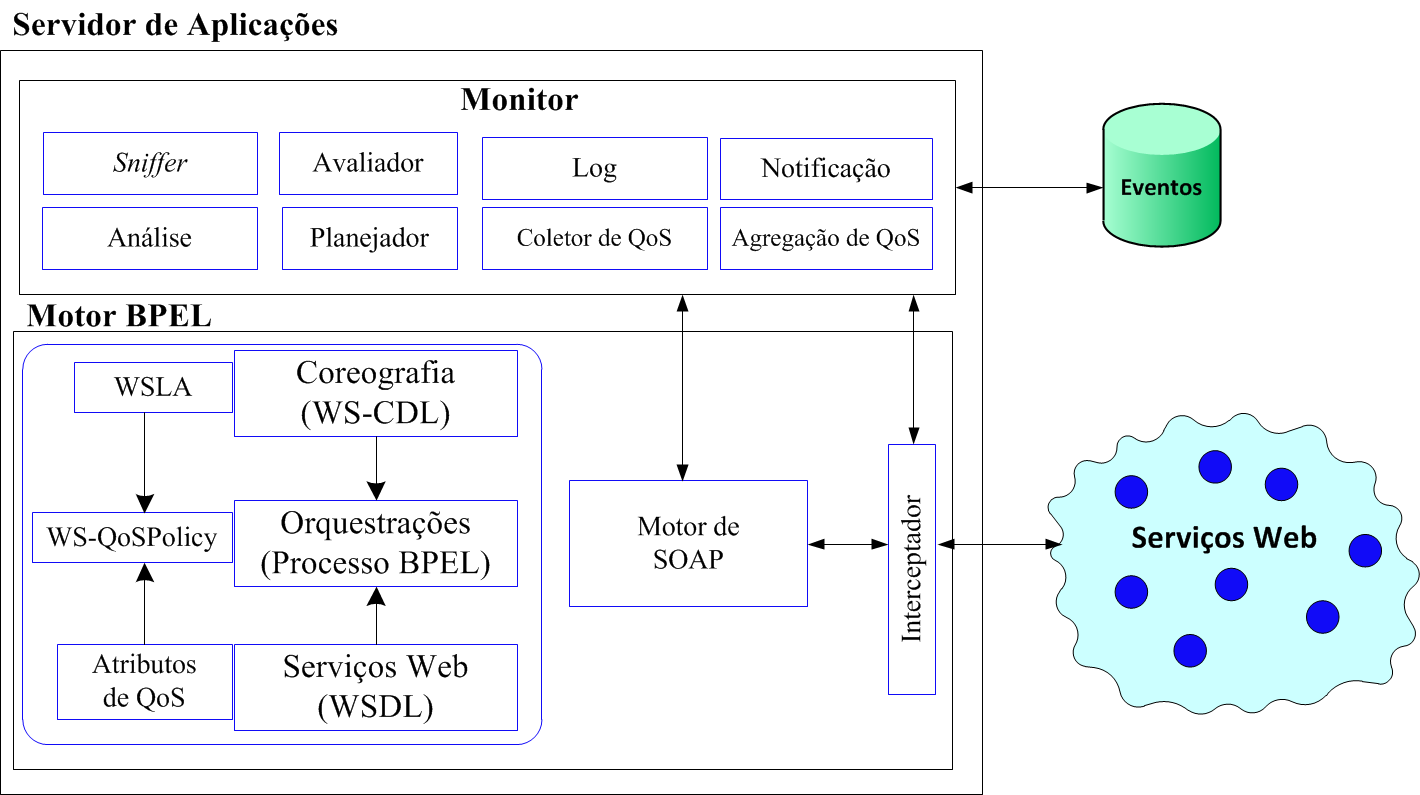 Servidor de Aplicações
Monitor
Sniffer
Avaliador
Log
Notificação
Análise
Planejador
Coletor de QoS
Agregação de QoS
Eventos
Motor BPEL
WSLA
Coreografia
(WS-CDL)
WS-QoSPolicy
Orquestrações
(Processo BPEL)
Atributos
de QoS
Serviços Web
(WSDL)
Motor de
SOAP
Interceptador
Serviços Web